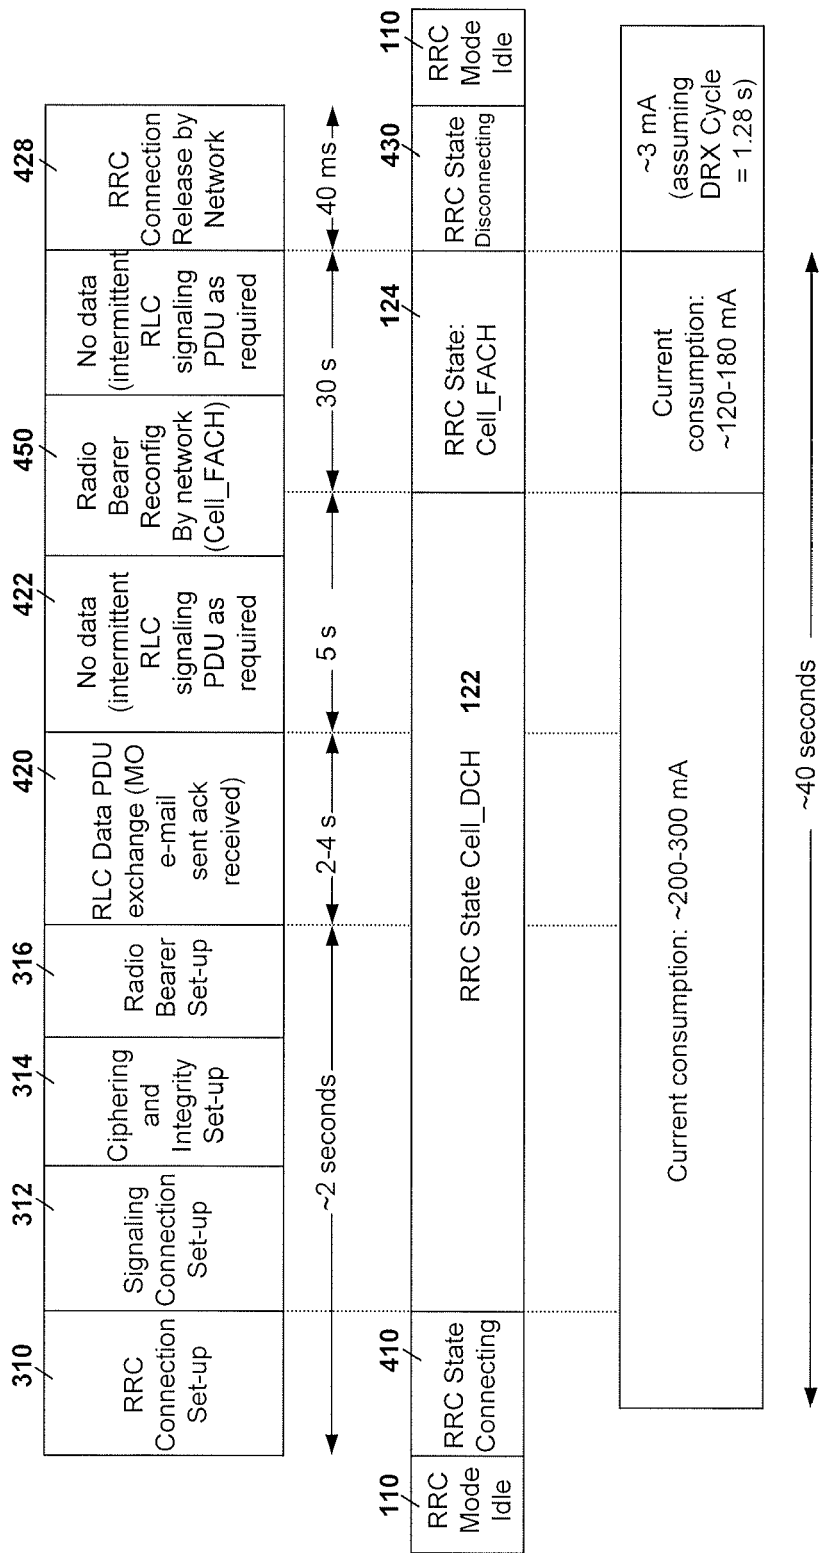 310
312
314
316
420
422
450
428
RRC
Connection
Set-up
Signaling
Connection
Set-up
Ciphering
and
Integrity
Set-up
Radio
Bearer
Set-up
RLC Data PDU
exchange (MO
e-mail
sent ack
received)
No data
(intermittent
RLC
signaling
PDU as
required
Radio
Bearer
Reconfig
By network
(Cell_FACH)
No data
(intermittent
RLC
signaling
PDU as
required
RRC
Connection
Release by
Network
~2 seconds
2-4 s
5 s
30 s
40 ms
110
410
124
430
110
RRC
Mode
Idle
RRC State
Connecting
RRC State Cell_DCH 122
RRC State:
Cell_FACH
RRC State
Disconnecting
RRC
Mode
Idle
Current consumption: ~200-300 mA
Current
consumption:
~120-180 mA
~3 mA
(assuming
DRX Cycle
= 1.28 s)
~40 seconds